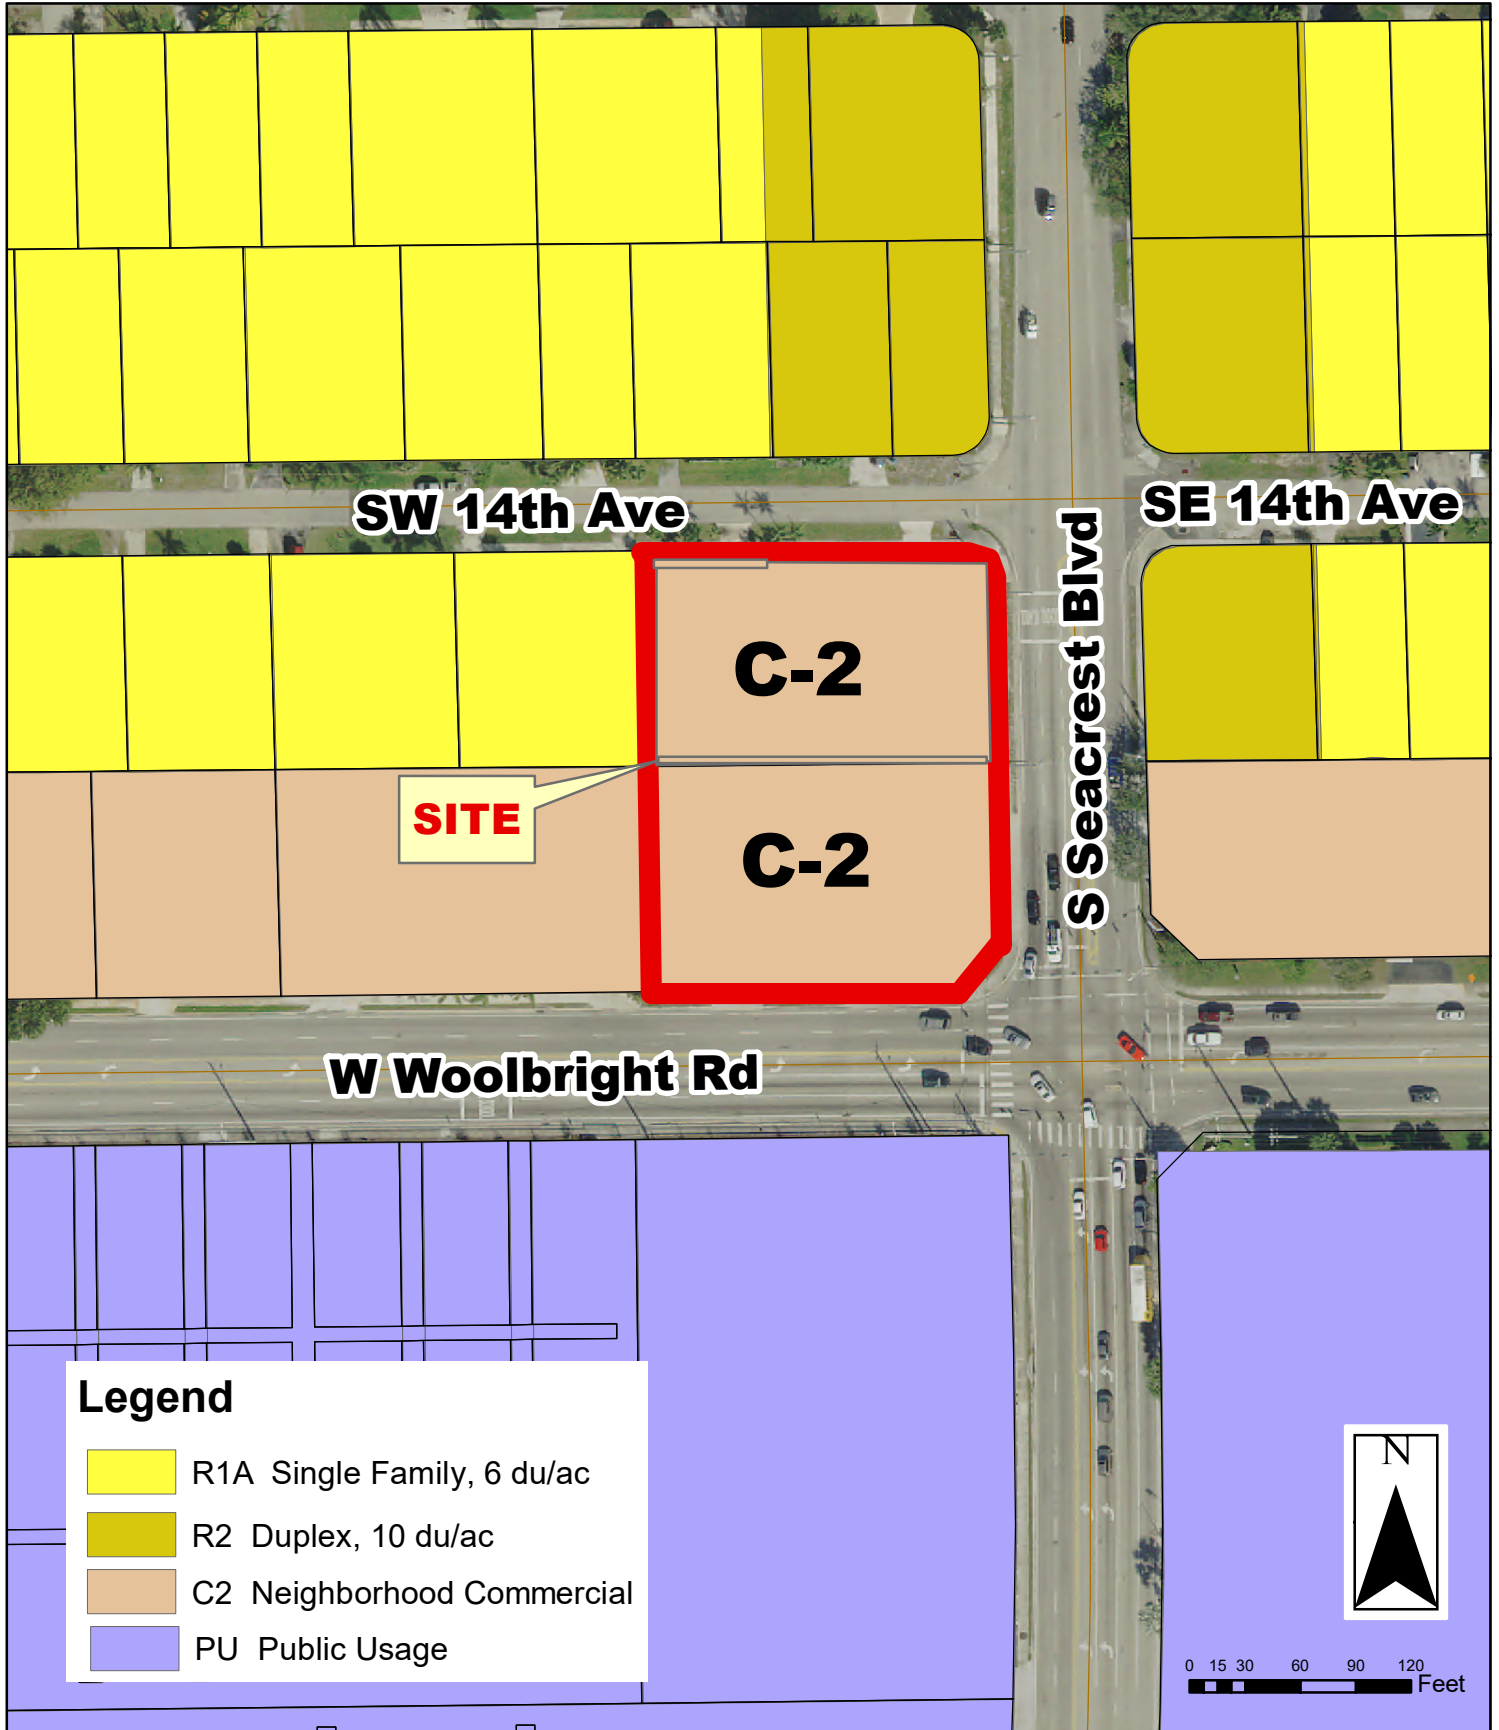 SW 14th Ave
SE 14th Ave
S Seacrest Blvd
C-2
SITE
C-2
W Woolbright Rd
Legend
R1A Single Family, 6 du/ac
R2 Duplex, 10 du/ac
C2 Neighborhood Commercial
PU Public Usage
N
0 15 30 60 90 120
Feet